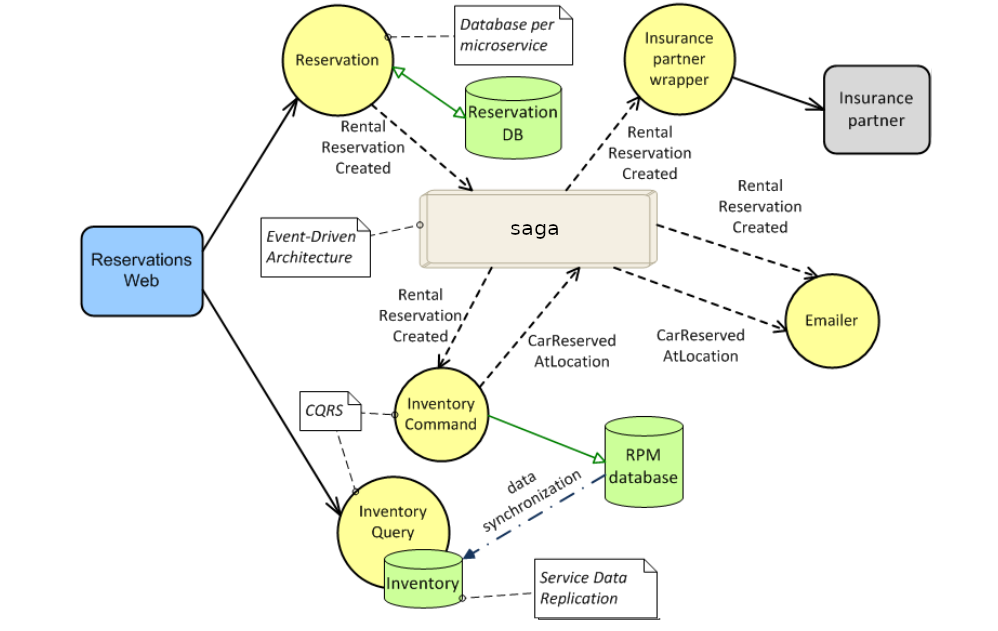 Reservation
Database per
microservice
Insurance
partner
wrapper
Insurance
partner
Reservation
DB
Rental
Reservation
Created
Rental
Reservation
Created
Rental
Reservation
Created
saga
Event-Driven
Architecture
Reservations
Web
Rental
Reservation
Created
CarReserved
AtLocation
CarReserved
AtLocation
Emailer
CQRS
Inventory
Command
RPM
database
data
synchronization
Inventory
Query
Inventory
Service Data
Replication